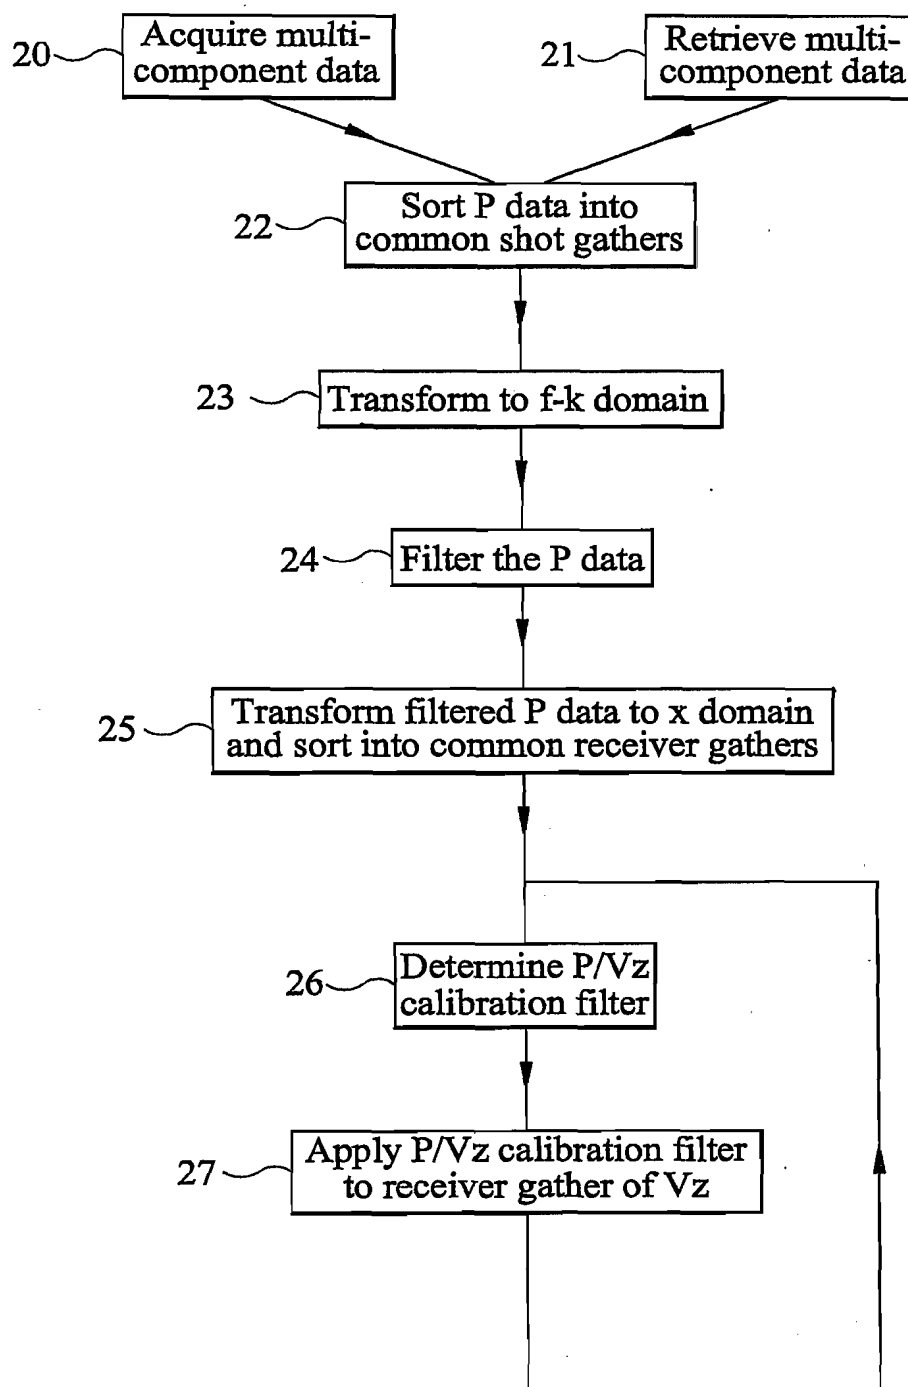 20
Acquire multi-
component data
21
Retrieve multi-
component data
22
Sort P data into
common shot gathers
23
Transform to f-k domain
24
Filter the P data
25
Transform filtered P data to x domain
and sort into common receiver gathers
26
Determine P/Vz
calibration filter
27
Apply P/Vz calibration filter
to receiver gather of Vz